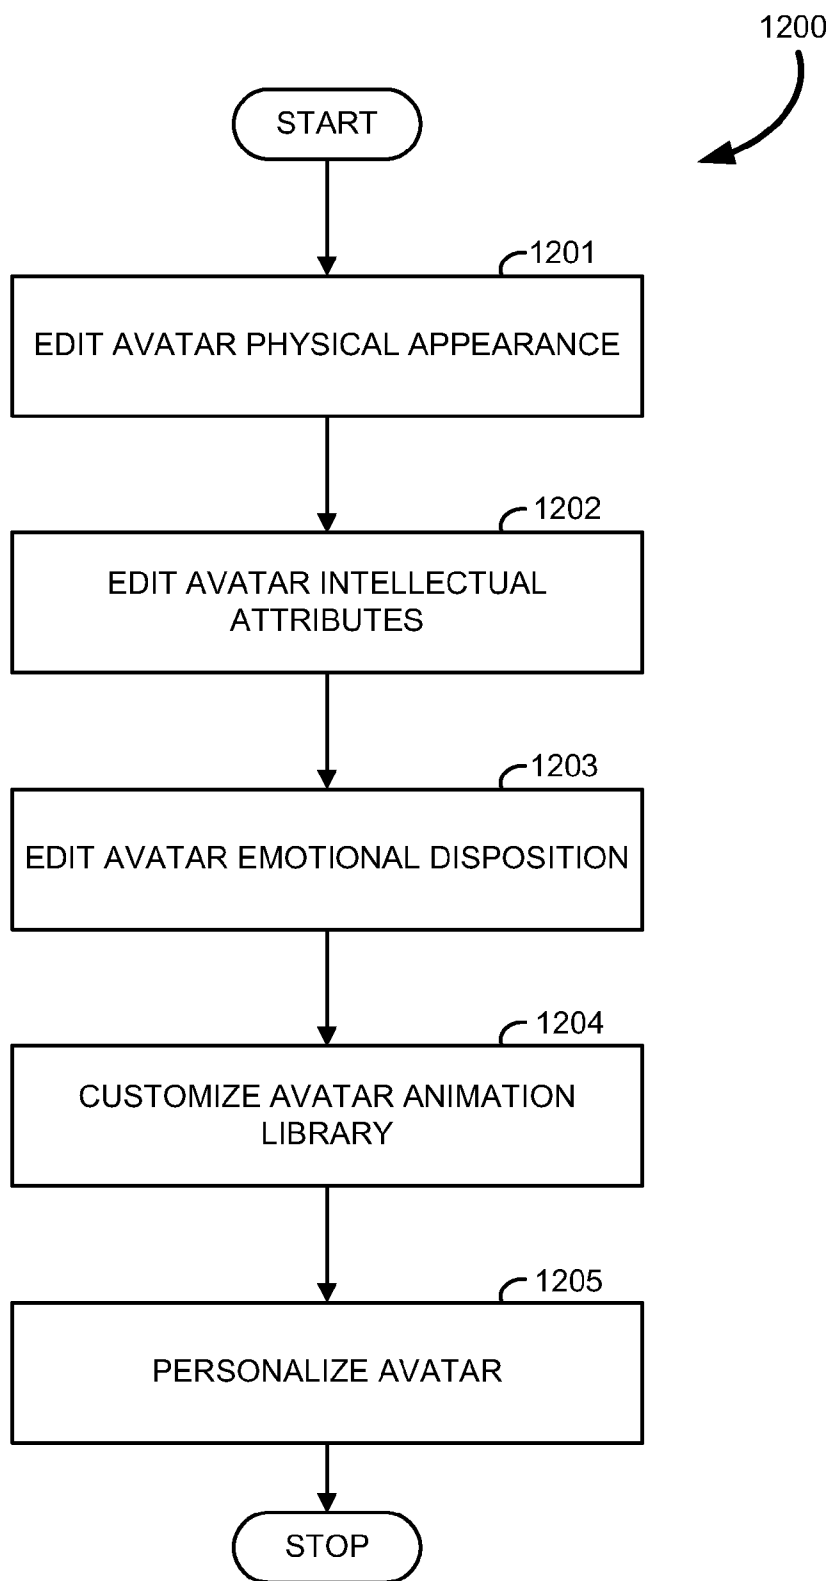 1200
START
1201
EDIT AVATAR PHYSICAL APPEARANCE
1202
EDIT AVATAR INTELLECTUAL
ATTRIBUTES
1203
EDIT AVATAR EMOTIONAL DISPOSITION
1204
CUSTOMIZE AVATAR ANIMATION
LIBRARY
1205
PERSONALIZE AVATAR
STOP